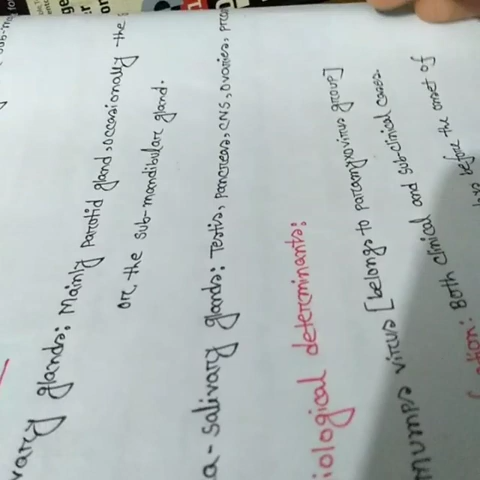 glands: Mainly parotid gland, occasionally the
or, the sub-mandibular gland.
a-salivary glands: Testis, pancreas, CNS, ovaries,
iological determinants:
mumps virus [belongs to paramyxovirus group]
Both clinical and sub-clinical cases.
before the onset of